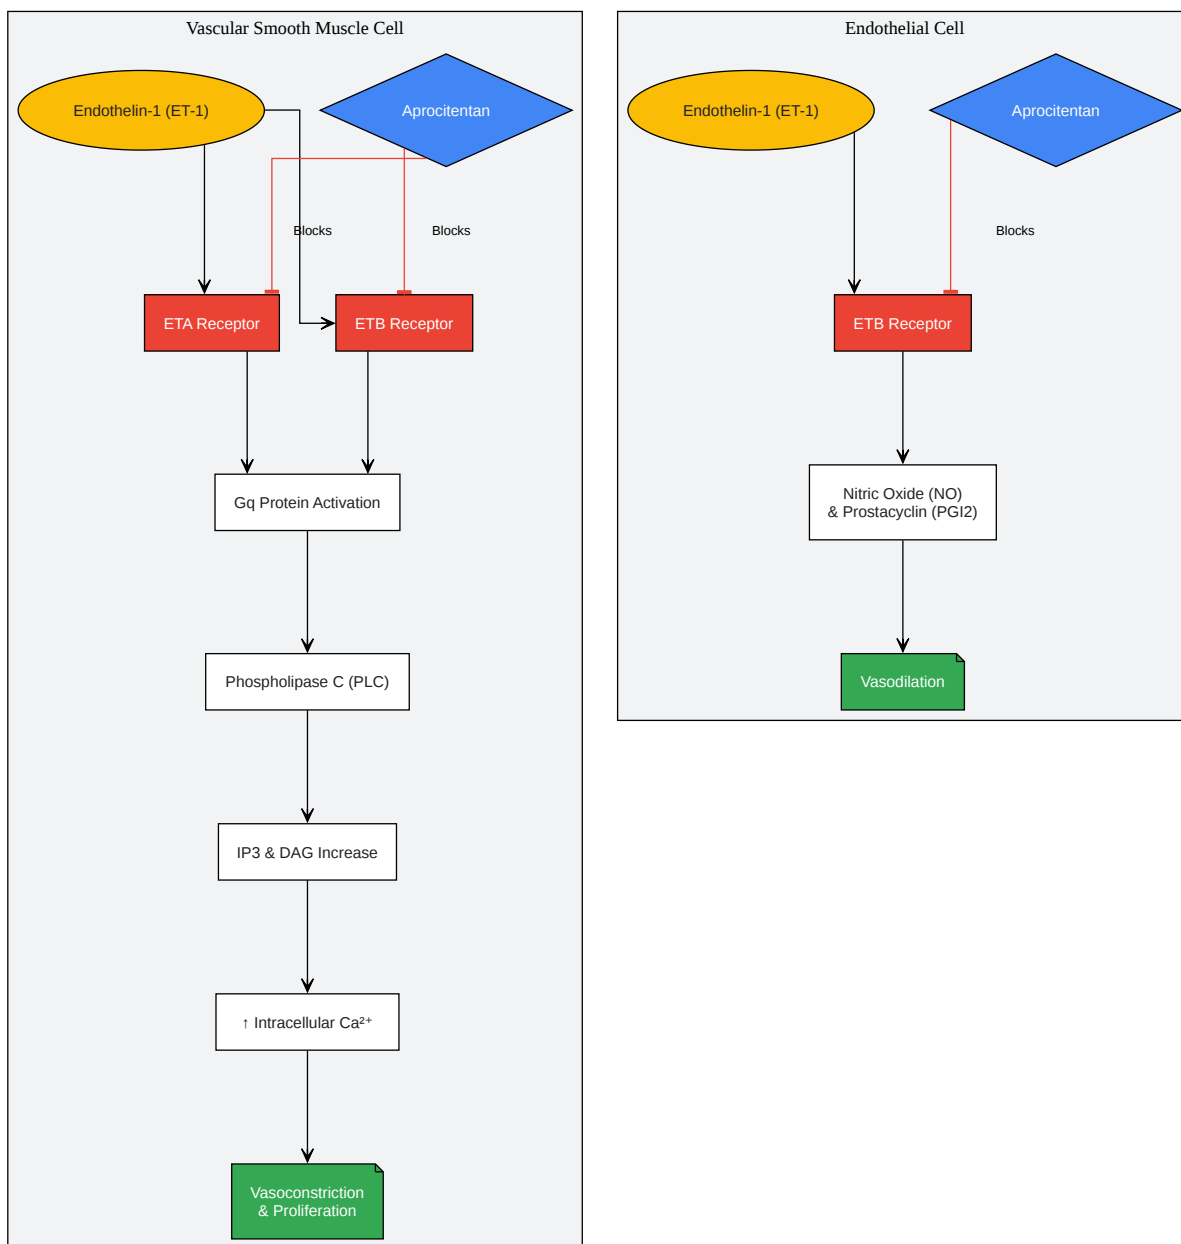 Vascular Smooth Muscle Cell
Endothelin-1 (ET-1)
Aprocitentan
Blocks
Blocks
ETA Receptor
ETB Receptor
Gq Protein Activation
Phospholipase C (PLC)
IP3 & DAG Increase
↑ Intracellular Ca²⁺
Vasoconstriction
& Proliferation
Endothelial Cell
Endothelin-1 (ET-1)
Aprocitentan
Blocks
ETB Receptor
Nitric Oxide (NO)
& Prostacyclin (PGI2)
Vasodilation